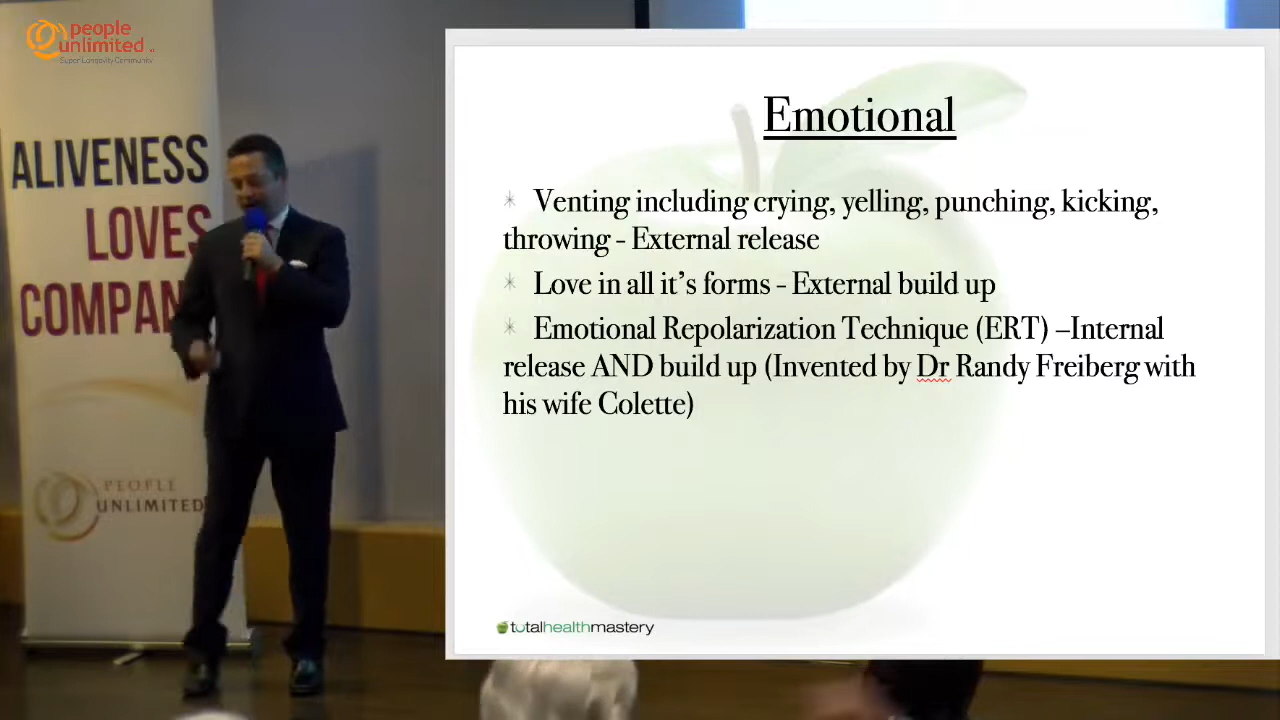 people
unlimited
Super Longevity Community
ALIVENESS
LOVES
COMPAN
PEOPLE
UNLIMITED
Emotional
Venting including crying, yelling, punching, kicking,
throwing - External release
Love in all it's forms - External build up
Emotional Repolarization Technique (ERT) –Internal
release AND build up (Invented by Dr Randy Freiberg with
his wife Colette)
totalhealthmastery